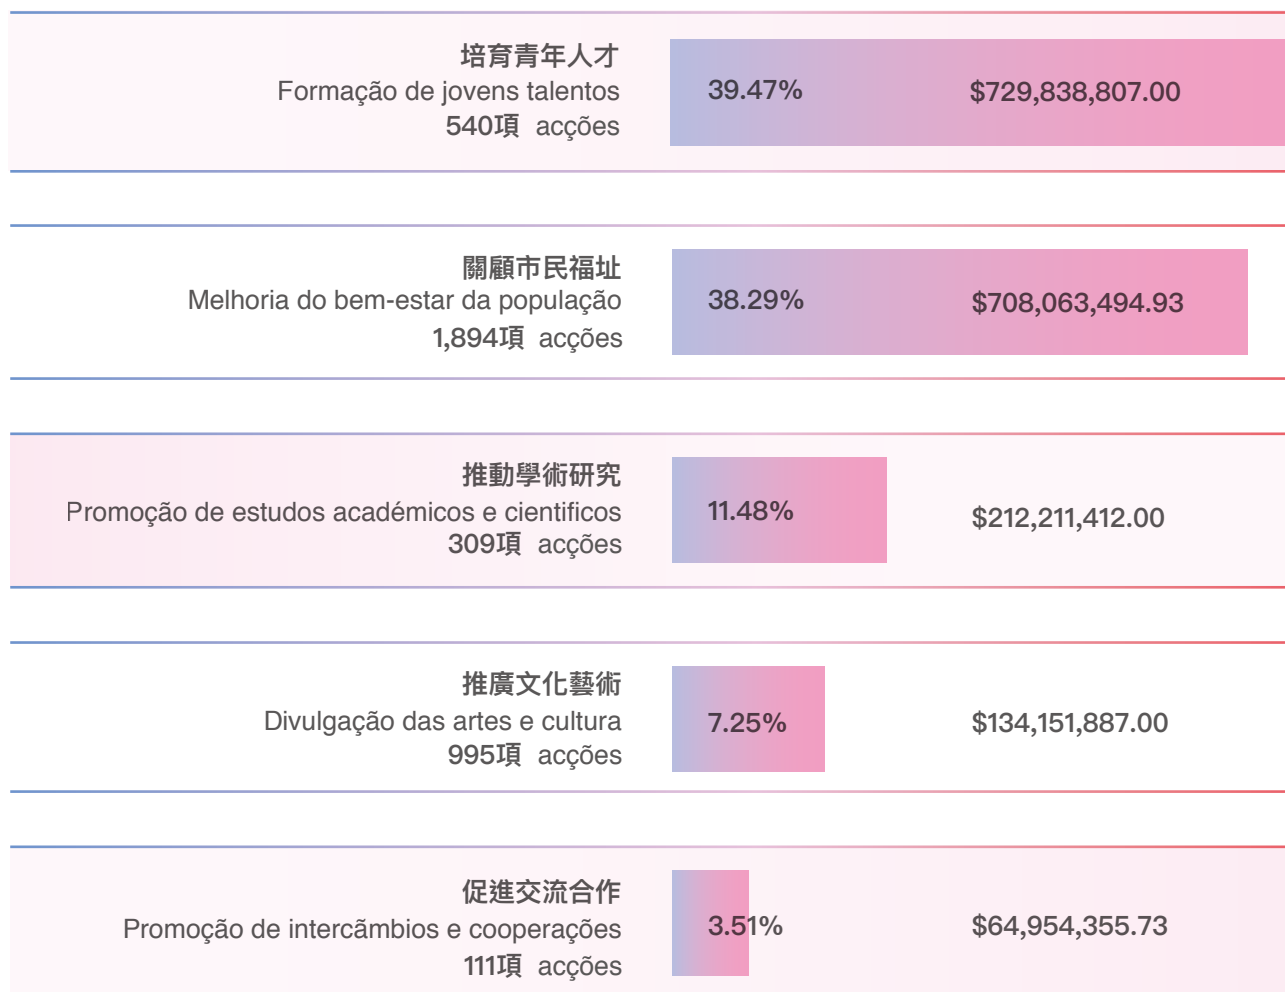 培育青年人才
Formação de jovens talentos
540項 acções
39.47%
$729,838,807.00
關顧市民福址
Melhoria do bem-estar da população
1,894項 acções
38.29%
$708,063,494.93
推動學術研究
Promoção de estudos académicos e cientificos
309項 acções
11.48%
$212,211,412.00
推廣文化藝術
Divulgação das artes e cultura
995項 acções
7.25%
$134,151,887.00
促進交流合作
Promoção de intercãmbios e cooperações
111項 acções
3.51%
$64,954,355.73